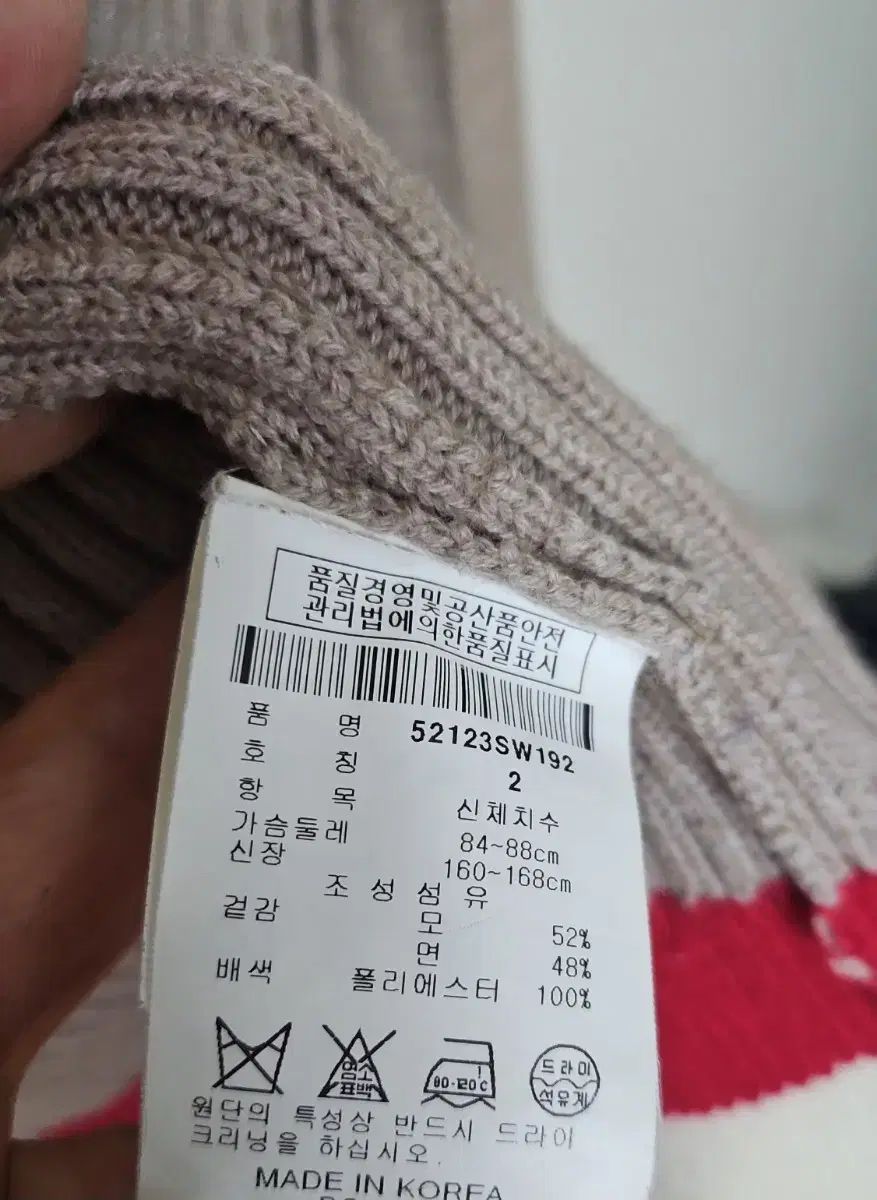 품질경영및공산품안전
관리법에의한품질표시
품 명 52123SW192
호 칭 2
항 목 신체치수
가슴둘레 84~88cm
신장 160~168cm
조 성 섬 유
겉감 모 52%
면 48%
배색 폴리에스터 100%
염소 표백
80-120℃
드라이
석유계
원단의 특성상 반드시 드라이
크리닝을 하십시오.
MADE IN KOREA